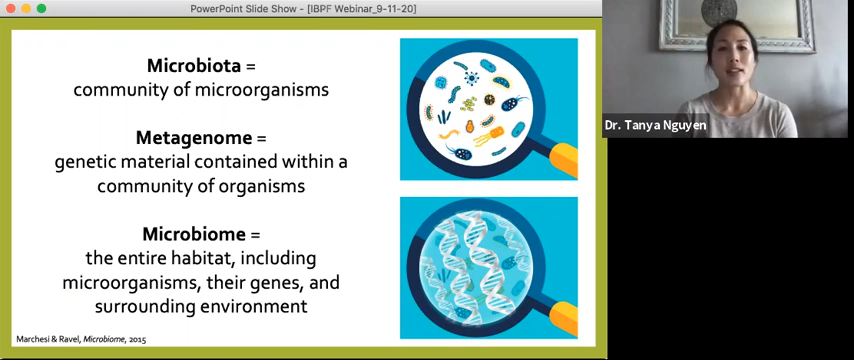 PowerPoint Slide Show - [IBPF Webinar_9-11-20]
Microbiota =
community of microorganisms
Metagenome =
genetic material contained within a
community of organisms
Microbiome =
the entire habitat, including
microorganisms, their genes, and
surrounding environment
Marchesi & Ravel, Microbiome, 2015
Dr. Tanya Nguyen